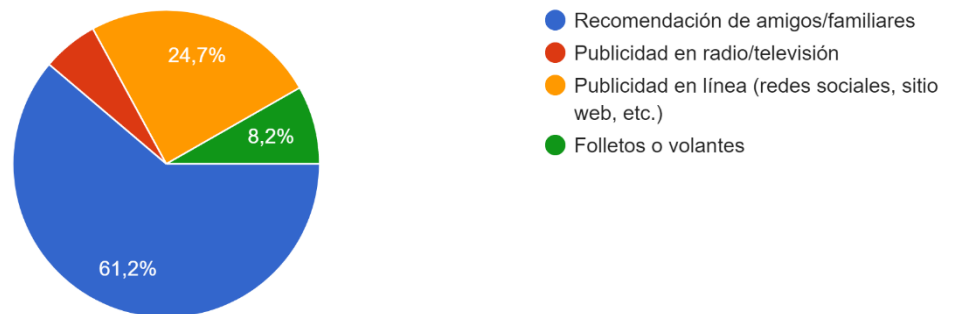 24,7%
8,2%
61,2%
Recomendación de amigos/familiares
Publicidad en radio/televisión
Publicidad en línea (redes sociales, sitio
web, etc.)
Folletos o volantes